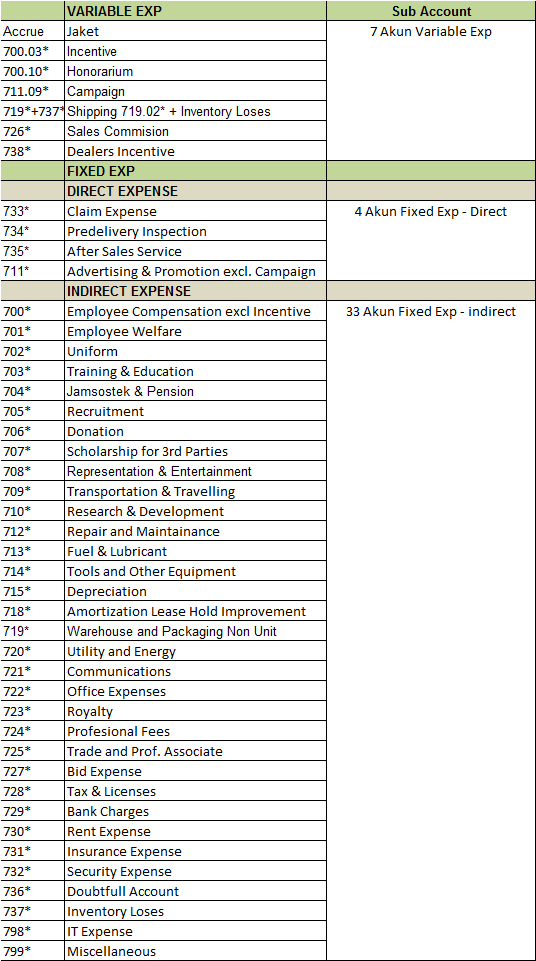 VARIABLE EXP Sub Account
Accrue Jaket 7 Akun Variable Exp
700.03* Incentive
700.10* Honorarium
711.09* Campaign
719*+737* Shipping 719.02* + Inventory Loses
726* Sales Commision
738* Dealers Incentive
FIXED EXP
DIRECT EXPENSE
733* Claim Expense 4 Akun Fixed Exp - Direct
734* Predelivery Inspection
735* After Sales Service
711* Advertising & Promotion excl. Campaign
INDIRECT EXPENSE
700* Employee Compensation excl Incentive 33 Akun Fixed Exp - indirect
701* Employee Welfare
702* Uniform
703* Training & Education
704* Jamsostek & Pension
705* Recruitment
706* Donation
707* Scholarship for 3rd Parties
708* Representation & Entertainment
709* Transportation & Travelling
710* Research & Development
712* Repair and Maintainance
713* Fuel & Lubricant
714* Tools and Other Equipment
715* Depreciation
718* Amortization Lease Hold Improvement
719* Warehouse and Packaging Non Unit
720* Utility and Energy
721* Communications
722* Office Expenses
723* Royalty
724* Profesional Fees
725* Trade and Prof. Associate
727* Bid Expense
728* Tax & Licenses
729* Bank Charges
730* Rent Expense
731* Insurance Expense
732* Security Expense
736* Doubtfull Account
737* Inventory Loses
798* IT Expense
799* Miscellaneous